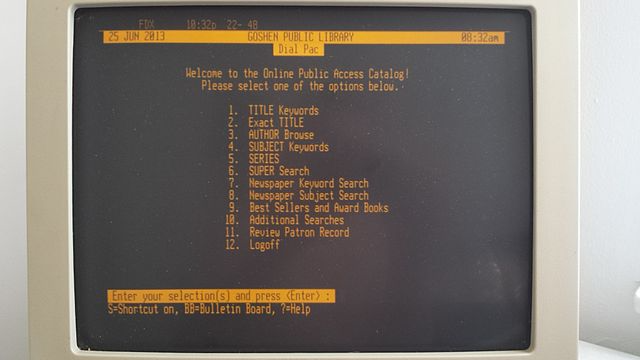 FDX 10:32p 22- 48
25 JUN 2013 GOSHEN PUBLIC LIBRARY 08:32am
Dial Pac
Welcome to the Online Public Access Catalog!
Please select one of the options below.
1. TITLE Keywords
2. Exact TITLE
3. AUTHOR Browse
4. SUBJECT Keywords
5. SERIES
6. SUPER Search
7. Newspaper Keyword Search
8. Newspaper Subject Search
9. Best Sellers and Award Books
10. Additional Searches
11. Review Patron Record
12. Logoff
Enter your selection(s) and press <Enter> :
S=Shortcut on, BB=Bulletin Board, ?=Help